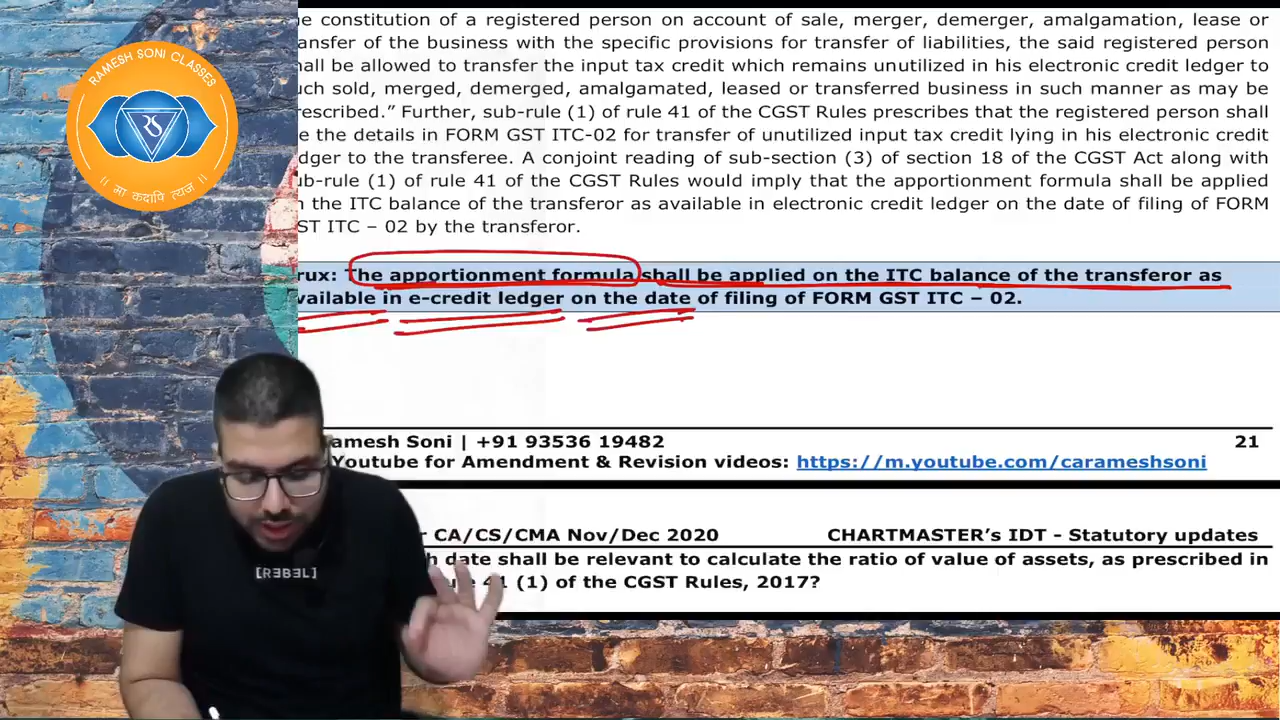 RAMESH SONI CLASSES
RS
।। मा कदापि त्यज ।।
e constitution of a registered person on account of sale, merger, demerger, amalgamation, lease or
ansfer of the business with the specific provisions for transfer of liabilities, the said registered person
all be allowed to transfer the input tax credit which remains unutilized in his electronic credit ledger to
uch sold, merged, demerged, amalgamated, leased or transferred business in such manner as may be
rescribed.” Further, sub-rule (1) of rule 41 of the CGST Rules prescribes that the registered person shall
e the details in FORM GST ITC-02 for transfer of unutilized input tax credit lying in his electronic credit
dger to the transferee. A conjoint reading of sub-section (3) of section 18 of the CGST Act along with
ub-rule (1) of rule 41 of the CGST Rules would imply that the apportionment formula shall be applied
n the ITC balance of the transferor as available in electronic credit ledger on the date of filing of FORM
ST ITC – 02 by the transferor.
rux: The apportionment formula shall be applied on the ITC balance of the transferor as
vailable in e-credit ledger on the date of filing of FORM GST ITC – 02.
amesh Soni | +91 93536 19482 21
Youtube for Amendment & Revision videos: https://m.youtube.com/carameshsoni
r CA/CS/CMA Nov/Dec 2020 CHARTMASTER’s IDT - Statutory updates
h date shall be relevant to calculate the ratio of value of assets, as prescribed in
41 (1) of the CGST Rules, 2017?
[REBEL]